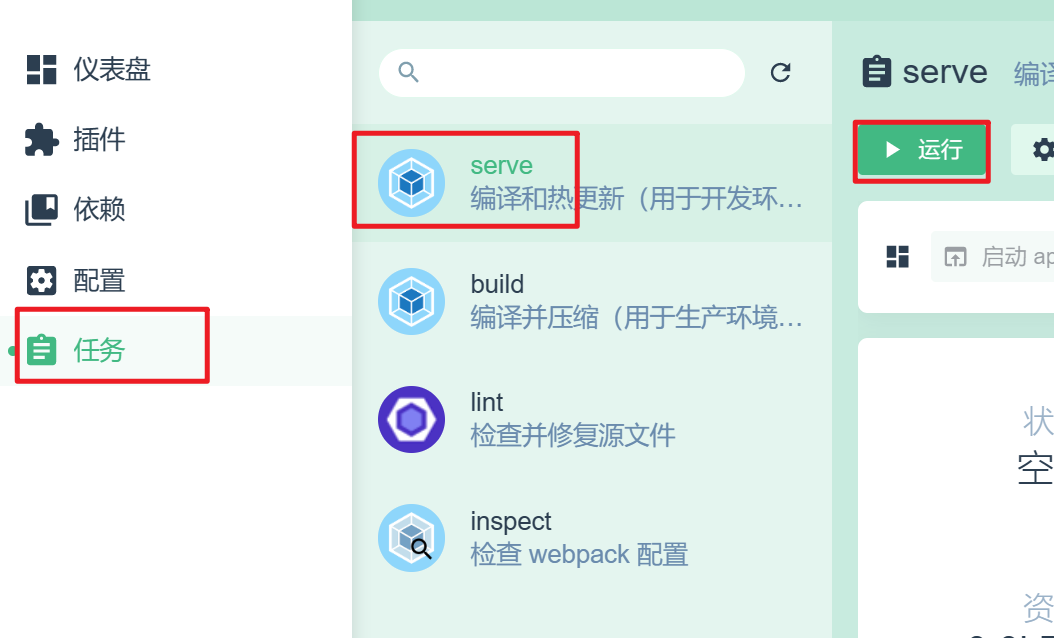 仪表盘
插件
依赖
配置
任务
serve
编译和热更新（用于开发环…
build
编译并压缩（用于生产环境…
lint
检查并修复源文件
inspect
检查 webpack 配置
serve 编译
运行
启动 ap
状
空
资